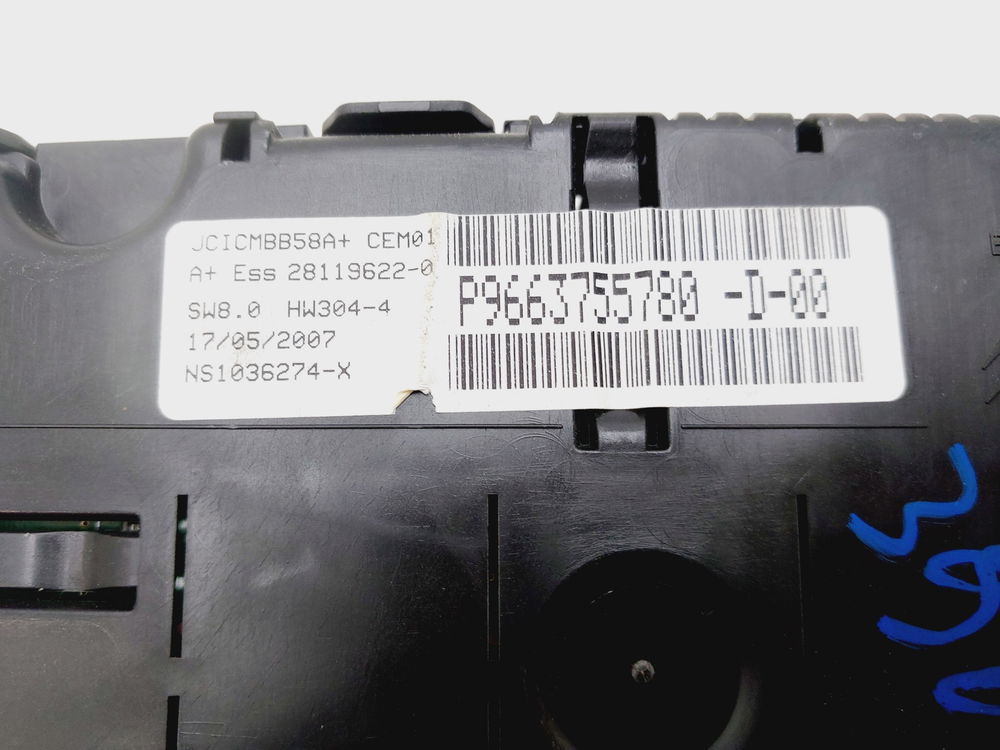 JCICMBB58A+ CEM01
A+ Ess 28119622-0
SW8.0 HW304-4
17/05/2007
NS1036274-X
P9663755780 -D-00